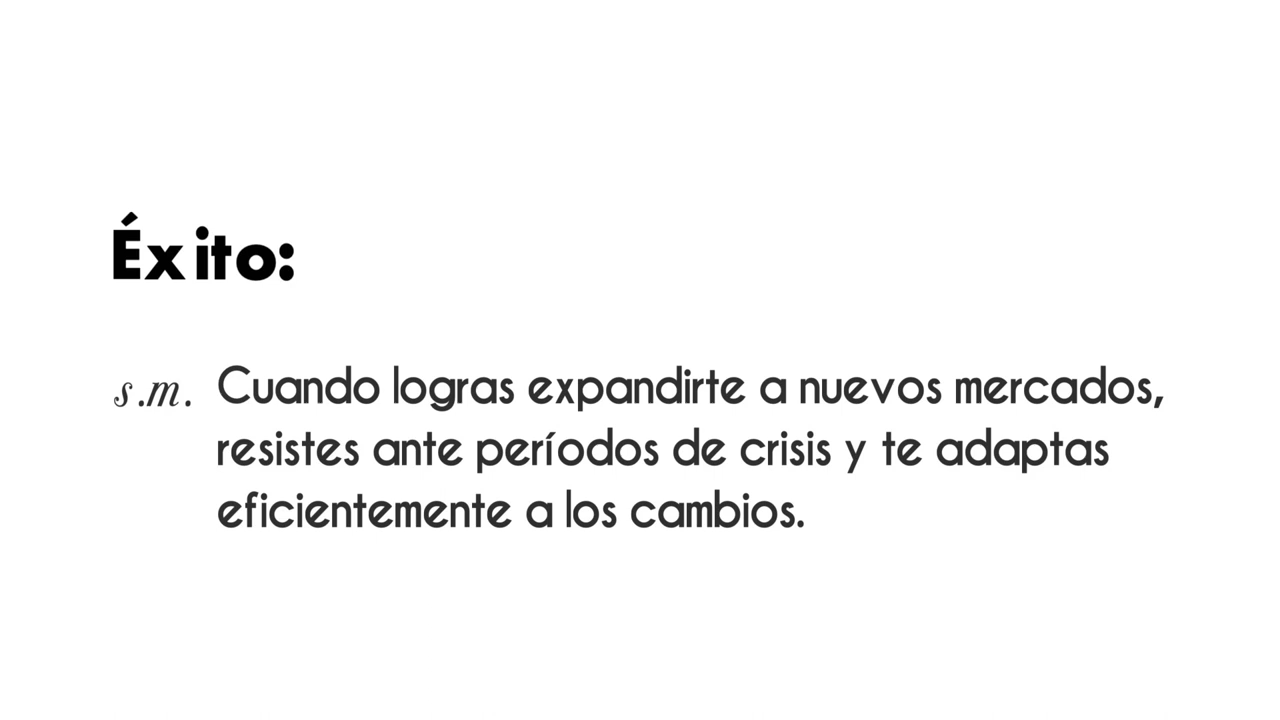 Éxito:
s.m. Cuando logras expandirte a nuevos mercados,
resistes ante períodos de crisis y te adaptas
eficientemente a los cambios.